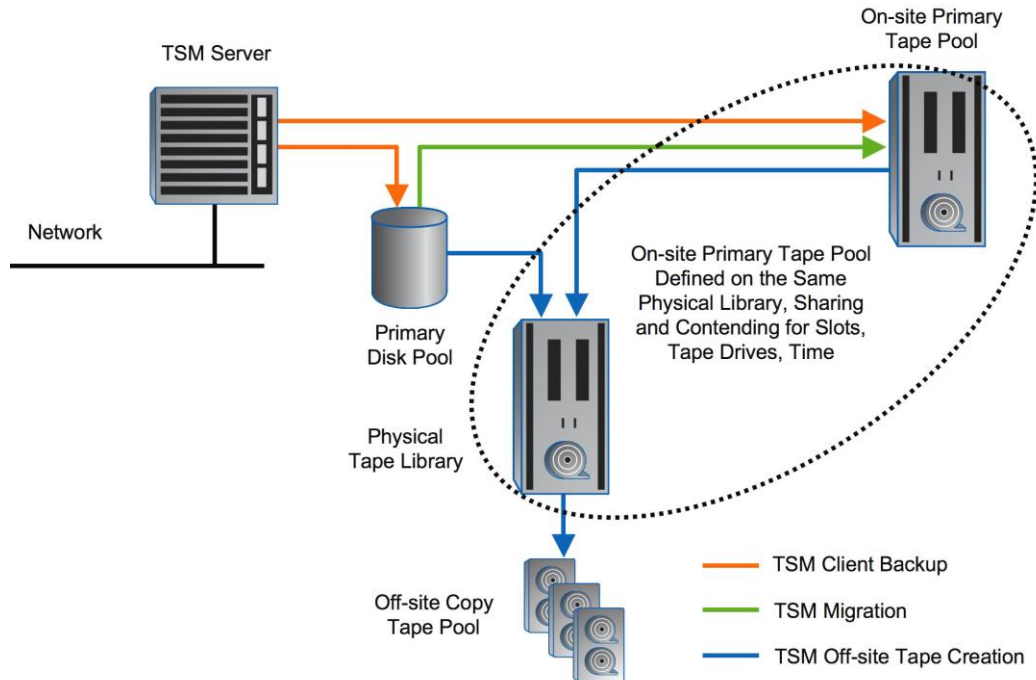 On-site Primary
Tape Pool
TSM Server
Network
On-site Primary Tape Pool
Defined on the Same
Physical Library, Sharing
and Contending for Slots,
Tape Drives, Time
Primary
Disk Pool
Physical
Tape Library
Off-site Copy
Tape Pool
TSM Client Backup
TSM Migration
TSM Off-site Tape Creation